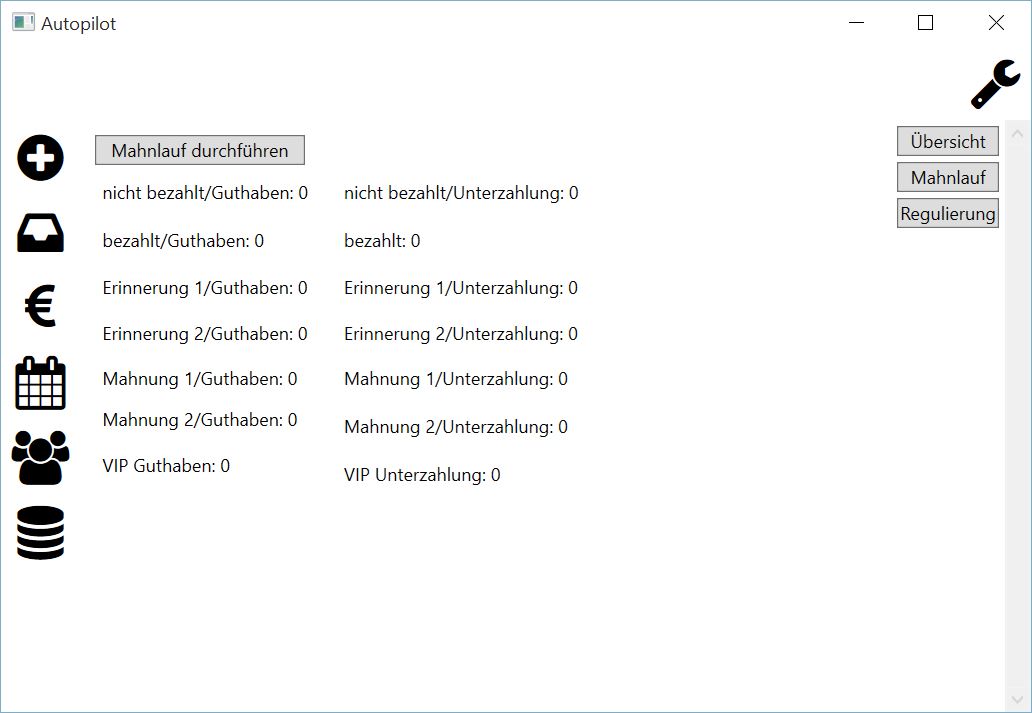 Autopilot
Mahnlauf durchführen
nicht bezahlt/Guthaben: 0
nicht bezahlt/Unterzahlung: 0
bezahlt/Guthaben: 0
bezahlt: 0
Erinnerung 1/Guthaben: 0
Erinnerung 1/Unterzahlung: 0
Erinnerung 2/Guthaben: 0
Erinnerung 2/Unterzahlung: 0
Mahnung 1/Guthaben: 0
Mahnung 1/Unterzahlung: 0
Mahnung 2/Guthaben: 0
Mahnung 2/Unterzahlung: 0
VIP Guthaben: 0
VIP Unterzahlung: 0
Übersicht
Mahnlauf
Regulierung